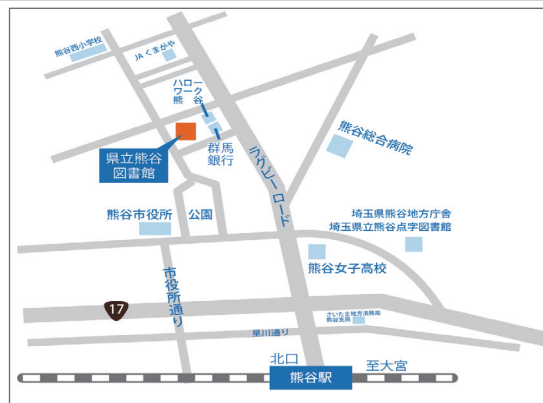 熊谷西小学校
JAくまがや
ハロー
ワーク
熊谷
県立熊谷
図書館
群馬
銀行
ラグビーロード
熊谷総合病院
熊谷市役所
公園
埼玉県熊谷地方庁舎
埼玉県立熊谷点字図書館
熊谷女子高校
市役所通り
17
さいたま地方法務局
熊谷支局
星川通り
北口
至大宮
熊谷駅